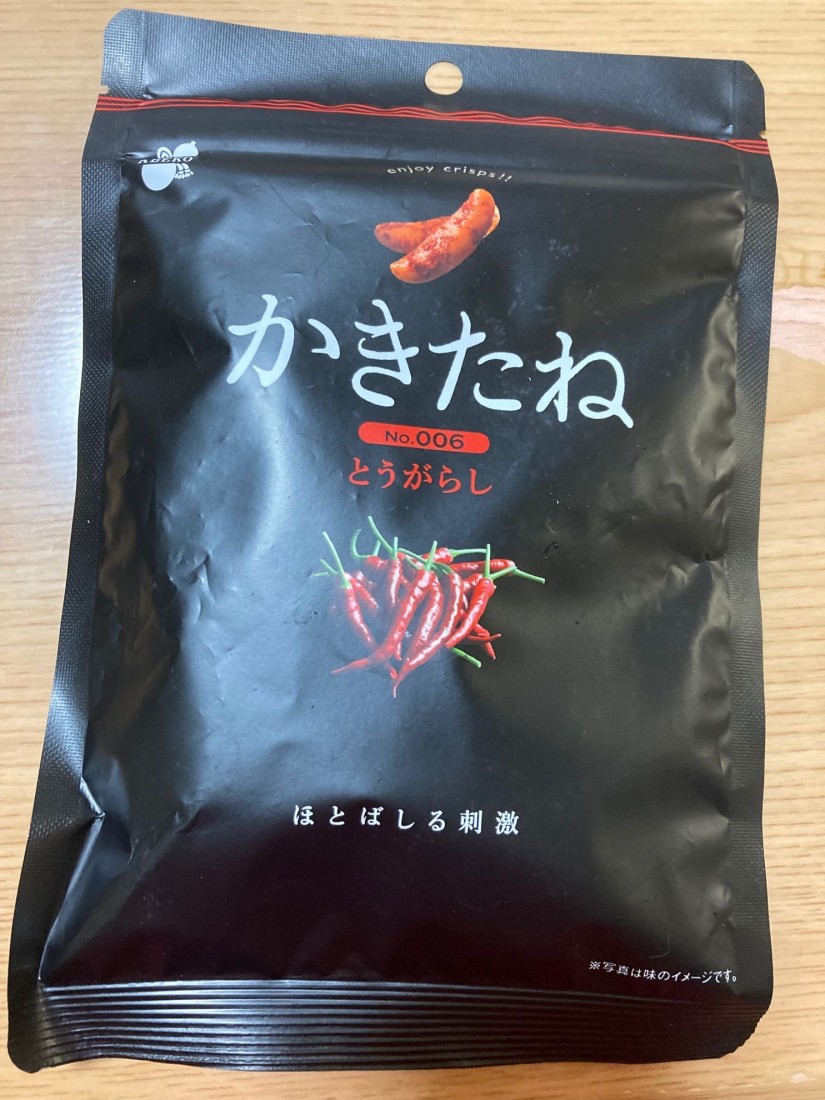 enjoy crisps!!
かきたね
No.006
とうがらし
ほとばしる刺激
※写真は味のイメージです。